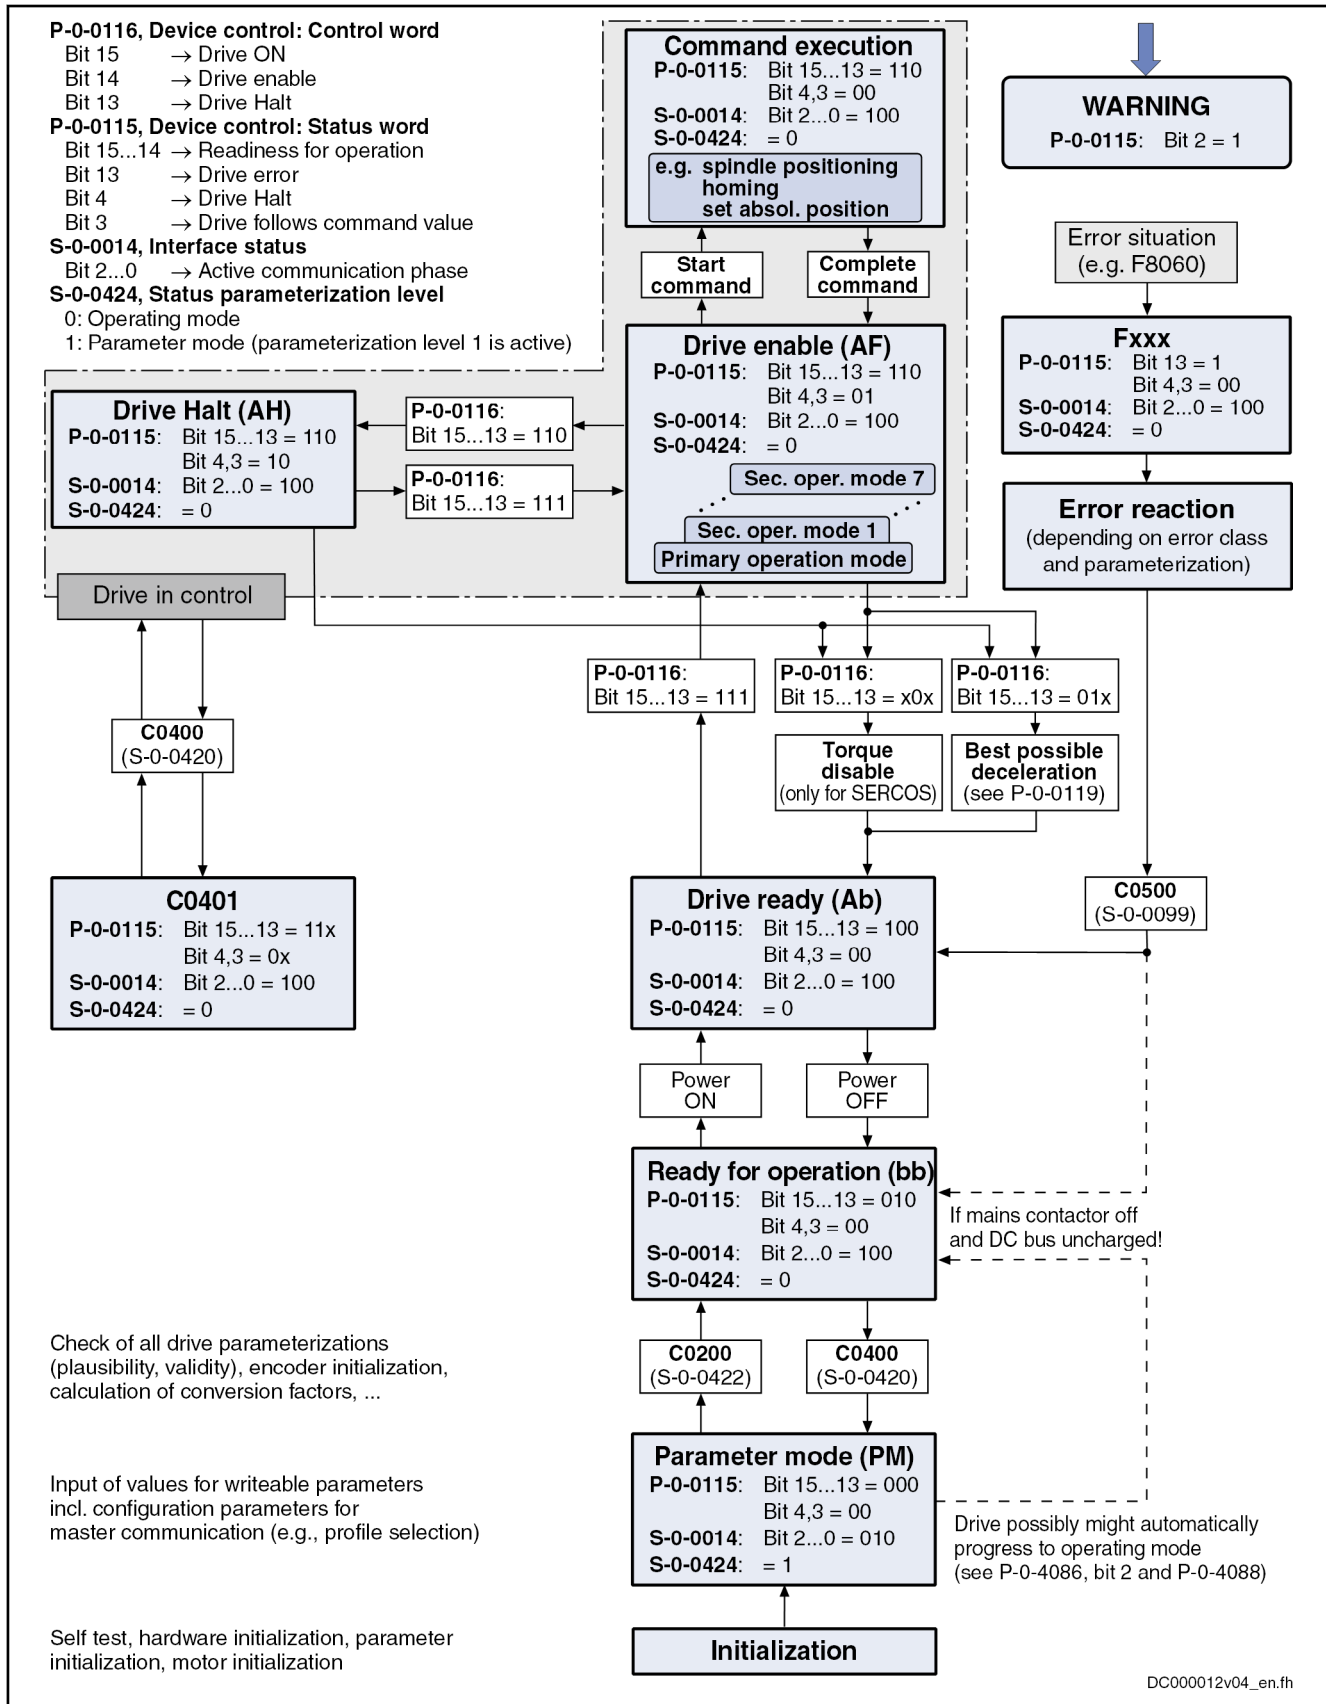 P-0-0116, Device control: Control word
Bit 15 → Drive ON
Bit 14 → Drive enable
Bit 13 → Drive Halt
P-0-0115, Device control: Status word
Bit 15...14 → Readiness for operation
Bit 13 → Drive error
Bit 4 → Drive Halt
Bit 3 → Drive follows command value
S-0-0014, Interface status
Bit 2...0 → Active communication phase
S-0-0424, Status parameterization level
0: Operating mode
1: Parameter mode (parameterization level 1 is active)
Command execution
P-0-0115: Bit 15...13 = 110
Bit 4,3 = 00
S-0-0014: Bit 2...0 = 100
S-0-0424: = 0
e.g. spindle positioning
homing
set absol. position
WARNING
P-0-0115: Bit 2 = 1
Start
command
Complete
command
Error situation
(e.g. F8060)
Drive enable (AF)
P-0-0115: Bit 15...13 = 110
Bit 4,3 = 01
S-0-0014: Bit 2...0 = 100
S-0-0424: = 0
Sec. oper. mode 7
Sec. oper. mode 1
Primary operation mode
Fxxx
P-0-0115: Bit 13 = 1
Bit 4,3 = 00
S-0-0014: Bit 2...0 = 100
S-0-0424: = 0
Drive Halt (AH)
P-0-0115: Bit 15...13 = 110
Bit 4,3 = 10
S-0-0014: Bit 2...0 = 100
S-0-0424: = 0
P-0-0116:
Bit 15...13 = 110
P-0-0116:
Bit 15...13 = 111
Error reaction
(depending on error class
and parameterization)
Drive in control
P-0-0116:
Bit 15...13 = 111
P-0-0116:
Bit 15...13 = x0x
P-0-0116:
Bit 15...13 = 01x
C0400
(S-0-0420)
Torque
disable
(only for SERCOS)
Best possible
deceleration
(see P-0-0119)
C0401
P-0-0115: Bit 15...13 = 11x
Bit 4,3 = 0x
S-0-0014: Bit 2...0 = 100
S-0-0424: = 0
Drive ready (Ab)
P-0-0115: Bit 15...13 = 100
Bit 4,3 = 00
S-0-0014: Bit 2...0 = 100
S-0-0424: = 0
C0500
(S-0-0099)
Power
ON
Power
OFF
Ready for operation (bb)
P-0-0115: Bit 15...13 = 010
Bit 4,3 = 00
S-0-0014: Bit 2...0 = 100
S-0-0424: = 0
If mains contactor off
and DC bus uncharged!
Check of all drive parameterizations
(plausibility, validity), encoder initialization,
calculation of conversion factors, ...
C0200
(S-0-0422)
C0400
(S-0-0420)
Input of values for writeable parameters
incl. configuration parameters for
master communication (e.g., profile selection)
Parameter mode (PM)
P-0-0115: Bit 15...13 = 000
Bit 4,3 = 00
S-0-0014: Bit 2...0 = 010
S-0-0424: = 1
Drive possibly might automatically
progress to operating mode
(see P-0-4086, bit 2 and P-0-4088)
Self test, hardware initialization, parameter
initialization, motor initialization
Initialization
DC000012v04_en.fh